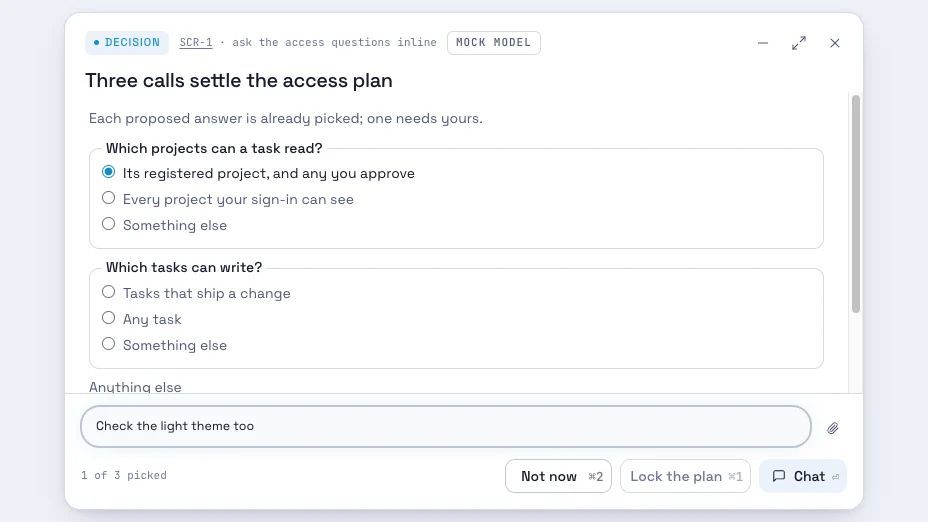 DECISION SCR-1 · ask the access questions inline MOCK MODEL
Three calls settle the access plan
Each proposed answer is already picked; one needs yours.
Which projects can a task read?
Its registered project, and any you approve
Every project your sign-in can see
Something else
Which tasks can write?
Tasks that ship a change
Any task
Something else
Anything else
Check the light theme too
1 of 3 picked
Not now ⌘2
Lock the plan ⌘1
Chat ⏎